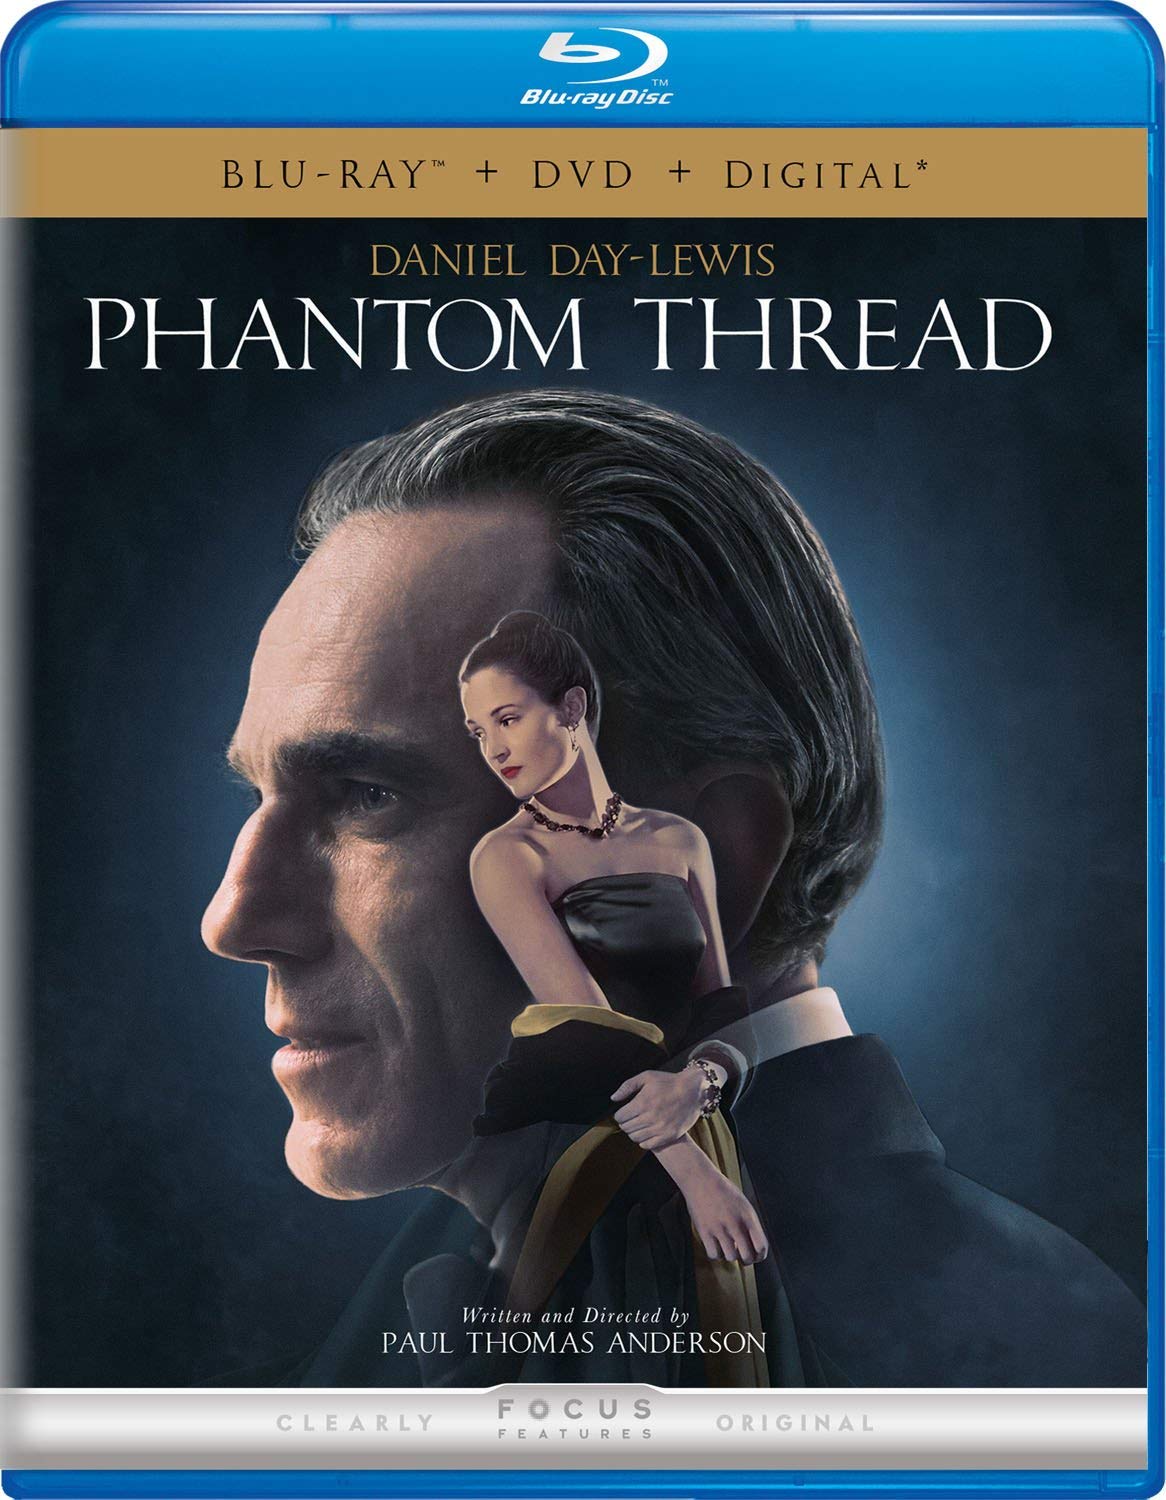 Blu-ray Disc™
BLU-RAY™ + DVD + DIGITAL*
DANIEL DAY-LEWIS
PHANTOM THREAD
Written and Directed by
PAUL THOMAS ANDERSON
CLEARLY FOCUS FEATURES ORIGINAL